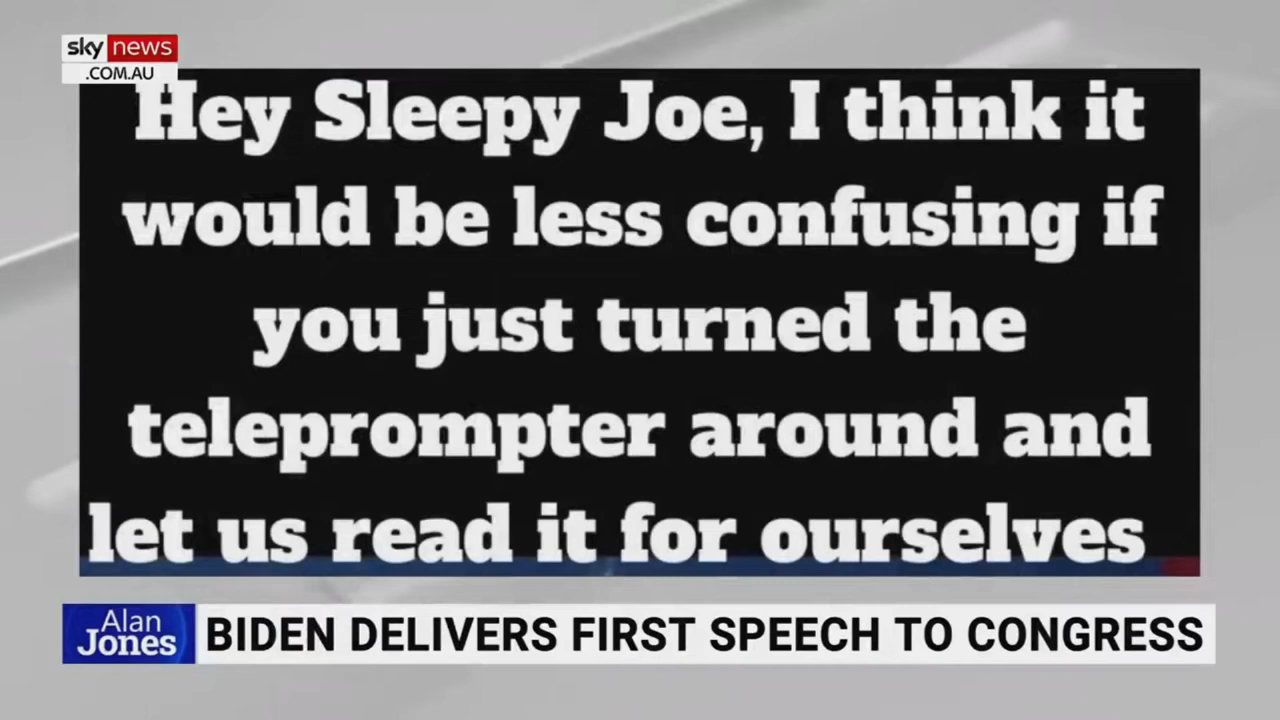 sky news
.COM.AU
Hey Sleepy Joe, I think it
would be less confusing if
you just turned the
teleprompter around and
let us read it for ourselves
Alan
Jones
BIDEN DELIVERS FIRST SPEECH TO CONGRESS